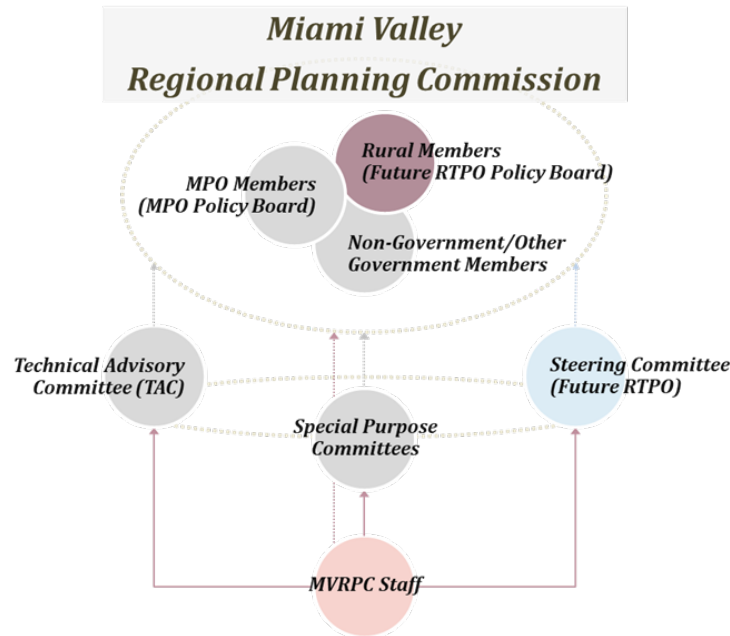 Miami Valley
Regional Planning Commission
Rural Members
(Future RTPO Policy Board)
MPO Members
(MPO Policy Board)
Non-Government/Other
Government Members
Technical Advisory
Committee (TAC)
Steering Committee
(Future RTPO)
Special Purpose
Committees
MVRPC Staff